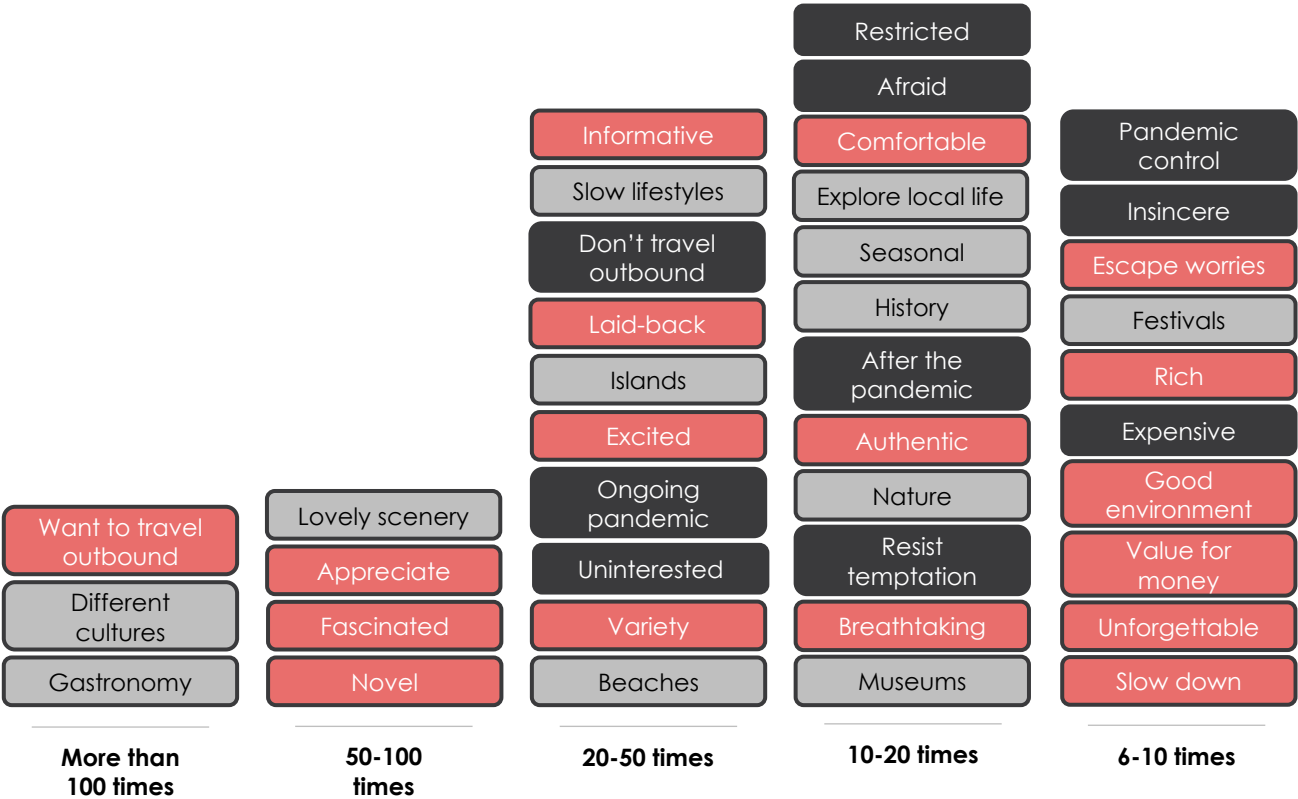 Want to travel
outbound
Different
cultures
Gastronomy
More than
100 times
Lovely scenery
Appreciate
Fascinated
Novel
50-100
times
Informative
Slow lifestyles
Don't travel
outbound
Laid-back
Islands
Excited
Ongoing
pandemic
Uninterested
Variety
Beaches
20-50 times
Restricted
Afraid
Comfortable
Explore local life
Seasonal
History
After the
pandemic
Authentic
Nature
Resist
temptation
Breathtaking
Museums
10-20 times
Pandemic
control
Insincere
Escape worries
Festivals
Rich
Expensive
Good
environment
Value for
money
Unforgettable
Slow down
6-10 times